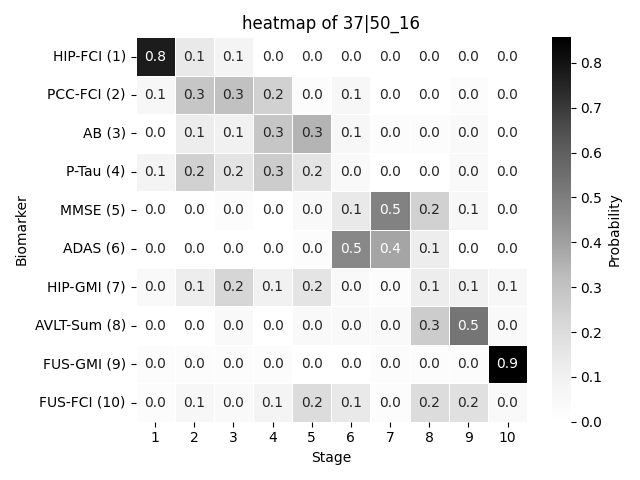 heatmap of 37|50_16
HIP-FCI (1) 0.8 0.1 0.1 0.0 0.0 0.0 0.0 0.0 0.0 0.0
PCC-FCI (2) 0.1 0.3 0.3 0.2 0.0 0.1 0.0 0.0 0.0 0.0
AB (3) 0.0 0.1 0.1 0.3 0.3 0.1 0.0 0.0 0.0 0.0
P-Tau (4) 0.1 0.2 0.2 0.3 0.2 0.0 0.0 0.0 0.0 0.0
MMSE (5) 0.0 0.0 0.0 0.0 0.0 0.1 0.5 0.2 0.1 0.0
ADAS (6) 0.0 0.0 0.0 0.0 0.0 0.5 0.4 0.1 0.0 0.0
HIP-GMI (7) 0.0 0.1 0.2 0.1 0.2 0.0 0.0 0.1 0.1 0.1
AVLT-Sum (8) 0.0 0.0 0.0 0.0 0.0 0.0 0.0 0.3 0.5 0.0
FUS-GMI (9) 0.0 0.0 0.0 0.0 0.0 0.0 0.0 0.0 0.0 0.9
FUS-FCI (10) 0.0 0.1 0.0 0.1 0.2 0.1 0.0 0.2 0.2 0.0
1 2 3 4 5 6 7 8 9 10
Stage
Biomarker
0.8
0.7
0.6
0.5
0.4
0.3
0.2
0.1
0.0
Probability